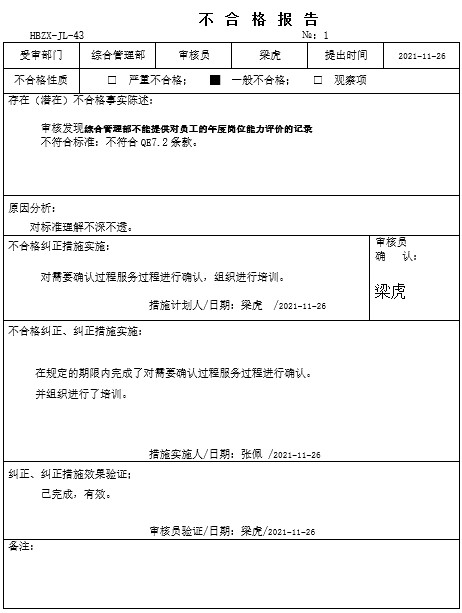 不 合 格 报 告
HBZX-JL-43 №：1
受审部门 综合管理部 审核员 梁虎 提出时间 2021-11-26
不合格性质 □ 严重不合格； ■ 一般不合格； □ 观察项
存在（潜在）不合格事实陈述：
审核发现综合管理部不能提供对员工的年度岗位能力评价的记录
不符合标准：不符合 QE7.2 条款。
原因分析：
对标准理解不深不透。
不合格纠正措施实施：
对需要确认过程服务过程进行确认，组织进行培训。
措施计划人/日期：梁虎 /2021-11-26
审核员
确 认：
梁虎
不合格纠正、纠正措施实施：
在规定的期限内完成了对需要确认过程服务过程进行确认。
并组织进行了培训。
措施实施人/日期：张佩 /2021-11-26
纠正、纠正措施效果验证；
己完成，有效。
审核员验证/日期：梁虎/2021-11-26
备注：